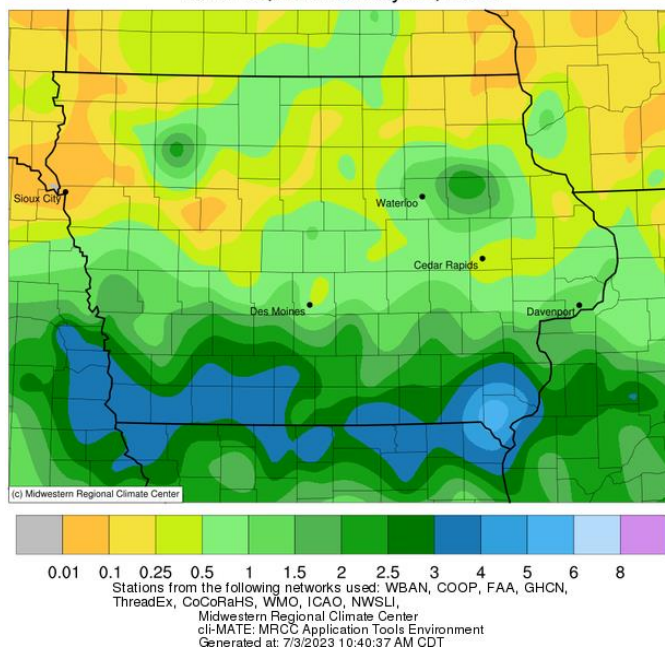 Sioux City
Waterloo
Cedar Rapids
Des Moines
Davenport
(c) Midwestern Regional Climate Center
0.01 0.1 0.25 0.5 1 1.5 2 2.5 3 4 5 6 8
Stations from the following networks used: WBAN, COOP, FAA, GHCN,
ThreadEx, CoCoRaHS, WMO, ICAO, NWSLI,
Midwestern Regional Climate Center
cli-MATE: MRCC Application Tools Environment
Generated at: 7/3/2023 10:40:37 AM CDT